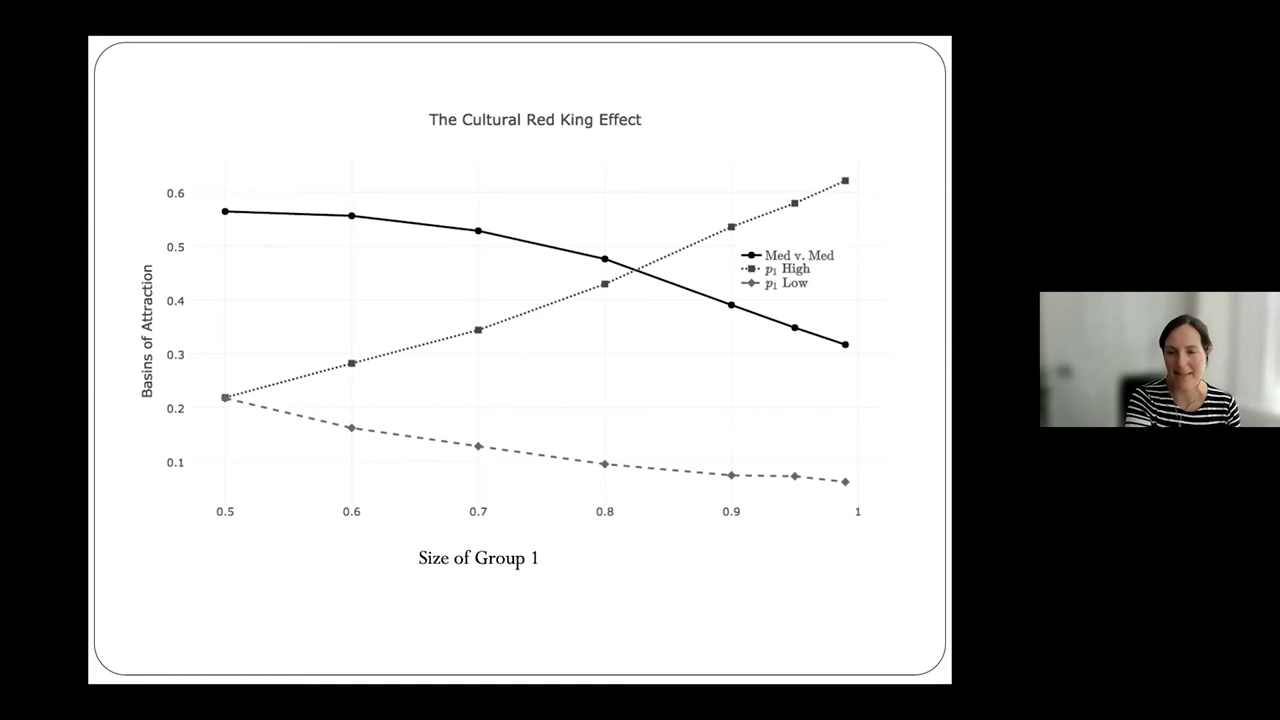 The Cultural Red King Effect
0.6
0.5
0.4
0.3
0.2
0.1
Basins of Attraction
Med v. Med
p₁ High
p₁ Low
0.5 0.6 0.7 0.8 0.9 1
Size of Group 1